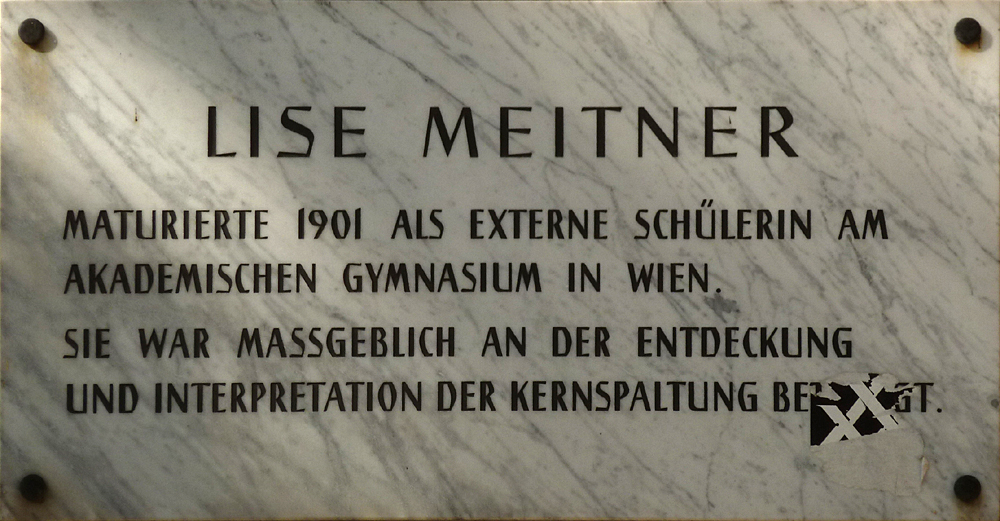 LISE MEITNER
MATURIERTE 1901 ALS EXTERNE SCHÜLERIN AM
AKADEMISCHEN GYMNASIUM IN WIEN.
SIE WAR MASSGEBLICH AN DER ENTDECKUNG
UND INTERPRETATION DER KERNSPALTUNG